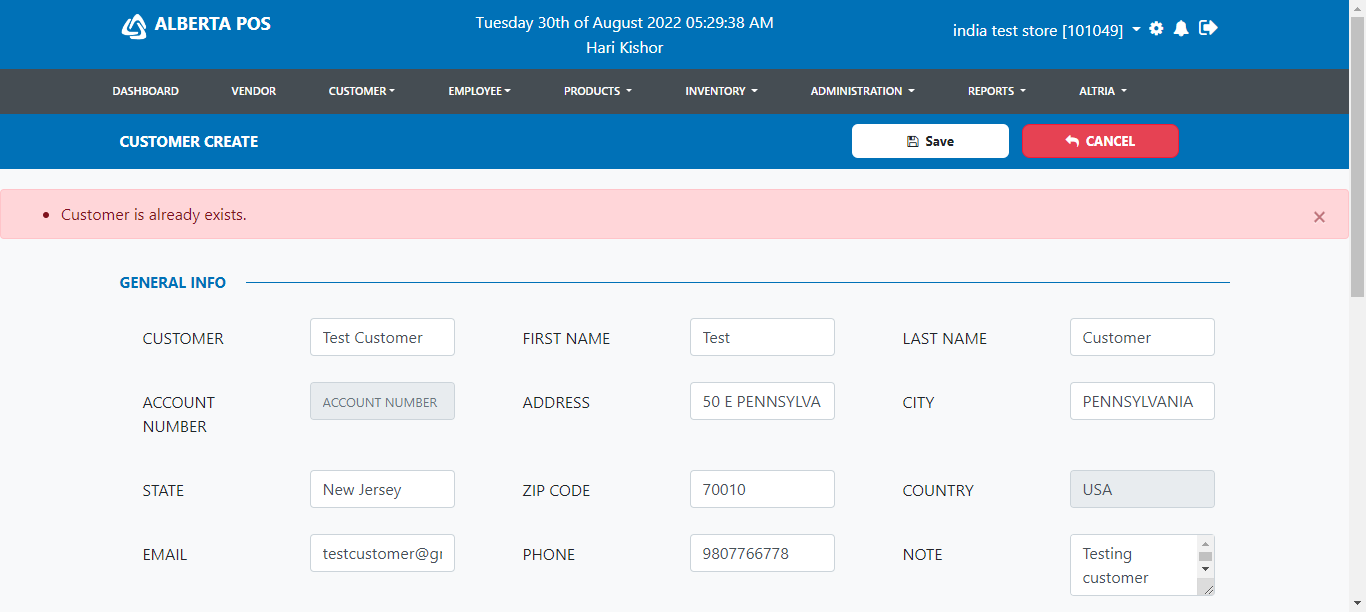 ALBERTA POS
Tuesday 30th of August 2022 05:29:38 AM
Hari Kishor
india test store [101049]
DASHBOARD VENDOR CUSTOMER EMPLOYEE PRODUCTS INVENTORY ADMINISTRATION REPORTS ALTRIA
CUSTOMER CREATE Save CANCEL
Customer is already exists. ×
GENERAL INFO
CUSTOMER Test Customer FIRST NAME Test LAST NAME Customer
ACCOUNT NUMBER ACCOUNT NUMBER ADDRESS 50 E PENNSYLVA CITY PENNSYLVANIA
STATE New Jersey ZIP CODE 70010 COUNTRY USA
EMAIL testcustomer@gr PHONE 9807766778 NOTE Testing
customer